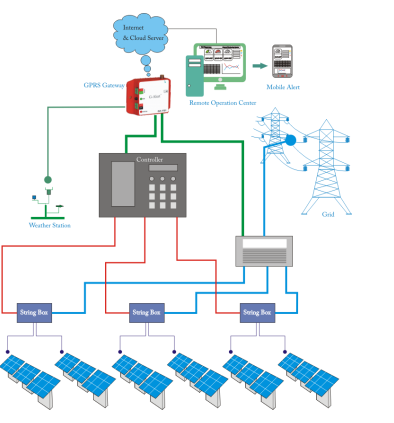 Internet
& Cloud Server
GPRS Gateway
Remote Operation Center
Mobile Alert
Controller
Weather Station
Grid
String Box
String Box
String Box